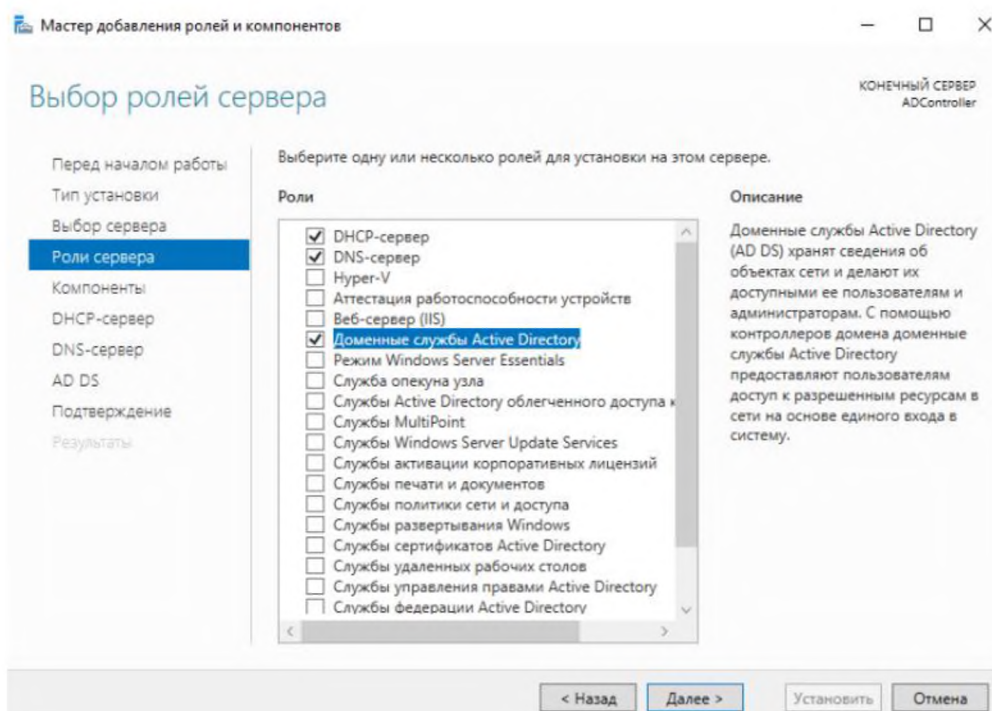 Мастер добавления ролей и компонентов
Выбор ролей сервера
КОНЕЧНЫЙ СЕРВЕР
ADController
Перед началом работы
Тип установки
Выбор сервера
Роли сервера
Компоненты
DHCP-сервер
DNS-сервер
AD DS
Подтверждение
Результаты
Выберите одну или несколько ролей для установки на этом сервере.
Роли
DHCP-сервер
DNS-сервер
Hyper-V
Аттестация работоспособности устройств
Веб-сервер (IIS)
Доменные службы Active Directory
Режим Windows Server Essentials
Служба опекуна узла
Службы Active Directory облегченного доступа к
Службы MultiPoint
Службы Windows Server Update Services
Службы активации корпоративных лицензий
Службы печати и документов
Службы политики сети и доступа
Службы развертывания Windows
Службы сертификатов Active Directory
Службы удаленных рабочих столов
Службы управления правами Active Directory
Службы федерации Active Directory
Описание
Доменные службы Active Directory
(AD DS) хранят сведения об
объектах сети и делают их
доступными ее пользователям и
администраторам. С помощью
контроллеров домена доменные
службы Active Directory
предоставляют пользователям
доступ к разрешенным ресурсам в
сети на основе единого входа в
систему.
< Назад
Далее >
Установить
Отмена